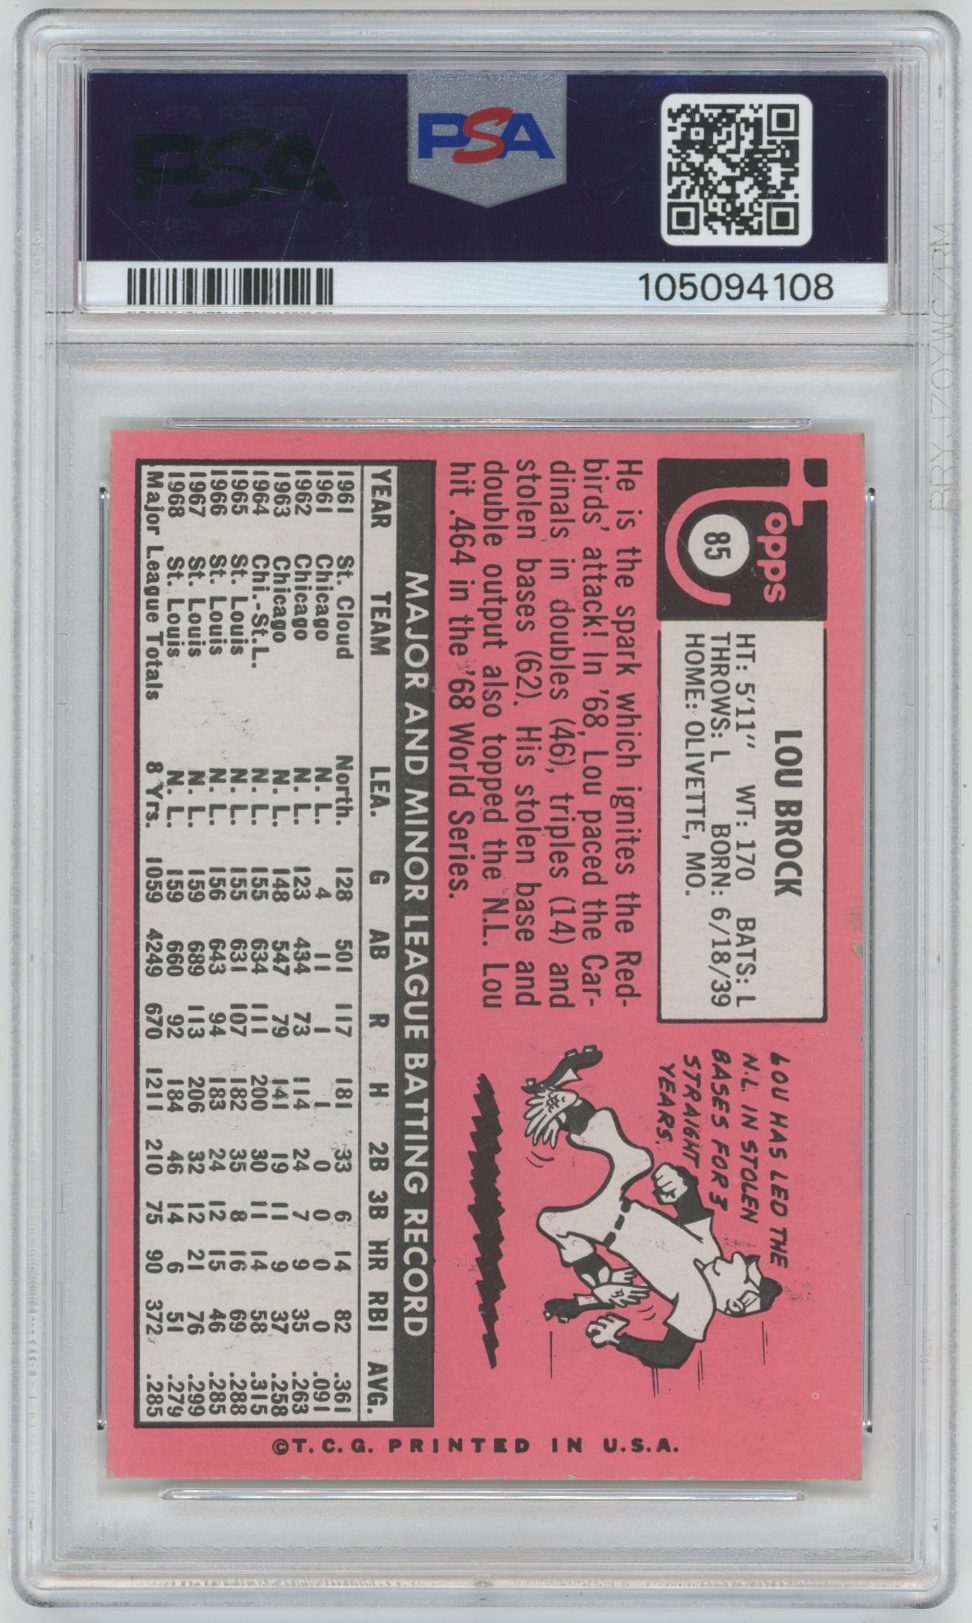 PSA
PSA
105094108
Topps
85
LOU BROCK
HT: 5'11" WT: 170 BATS: L
THROWS: L BORN: 6/18/39
HOME: OLIVETTE, MO.
He is the spark which ignites the Red-
birds' attack! In '68, Lou paced the Car-
dinals in doubles (46), triples (14) and
stolen bases (62). His stolen base and
double output also topped the N.L. Lou
hit .464 in the '68 World Series.
LOU HAS LED THE
N.L. IN STOLEN
BASES FOR 3
STRAIGHT
YEARS.
MAJOR AND MINOR LEAGUE BATTING RECORD
YEAR TEAM LEA. G AB R H 2B 3B HR RBI AVG.
1961 St. Cloud North. 128 501 117 181 33 6 14 82 .361
1961 Chicago N. L. 4 11 1 1 0 0 0 0 .091
1962 Chicago N. L. 123 434 73 114 24 7 9 35 .263
1963 Chicago N. L. 148 547 79 141 19 11 9 37 .258
1964 Chi.-St.L. N. L. 155 634 111 200 30 11 14 58 .315
1965 St. Louis N. L. 155 631 107 182 35 8 16 69 .288
1966 St. Louis N. L. 156 643 94 183 24 12 15 46 .285
1967 St. Louis N. L. 159 689 113 206 32 12 21 76 .299
1968 St. Louis N. L. 159 660 92 184 46 14 6 51 .279
Major League Totals 8 Yrs. 1059 4249 670 1211 210 75 90 372 .285
©T.C.G. PRINTED IN U.S.A.